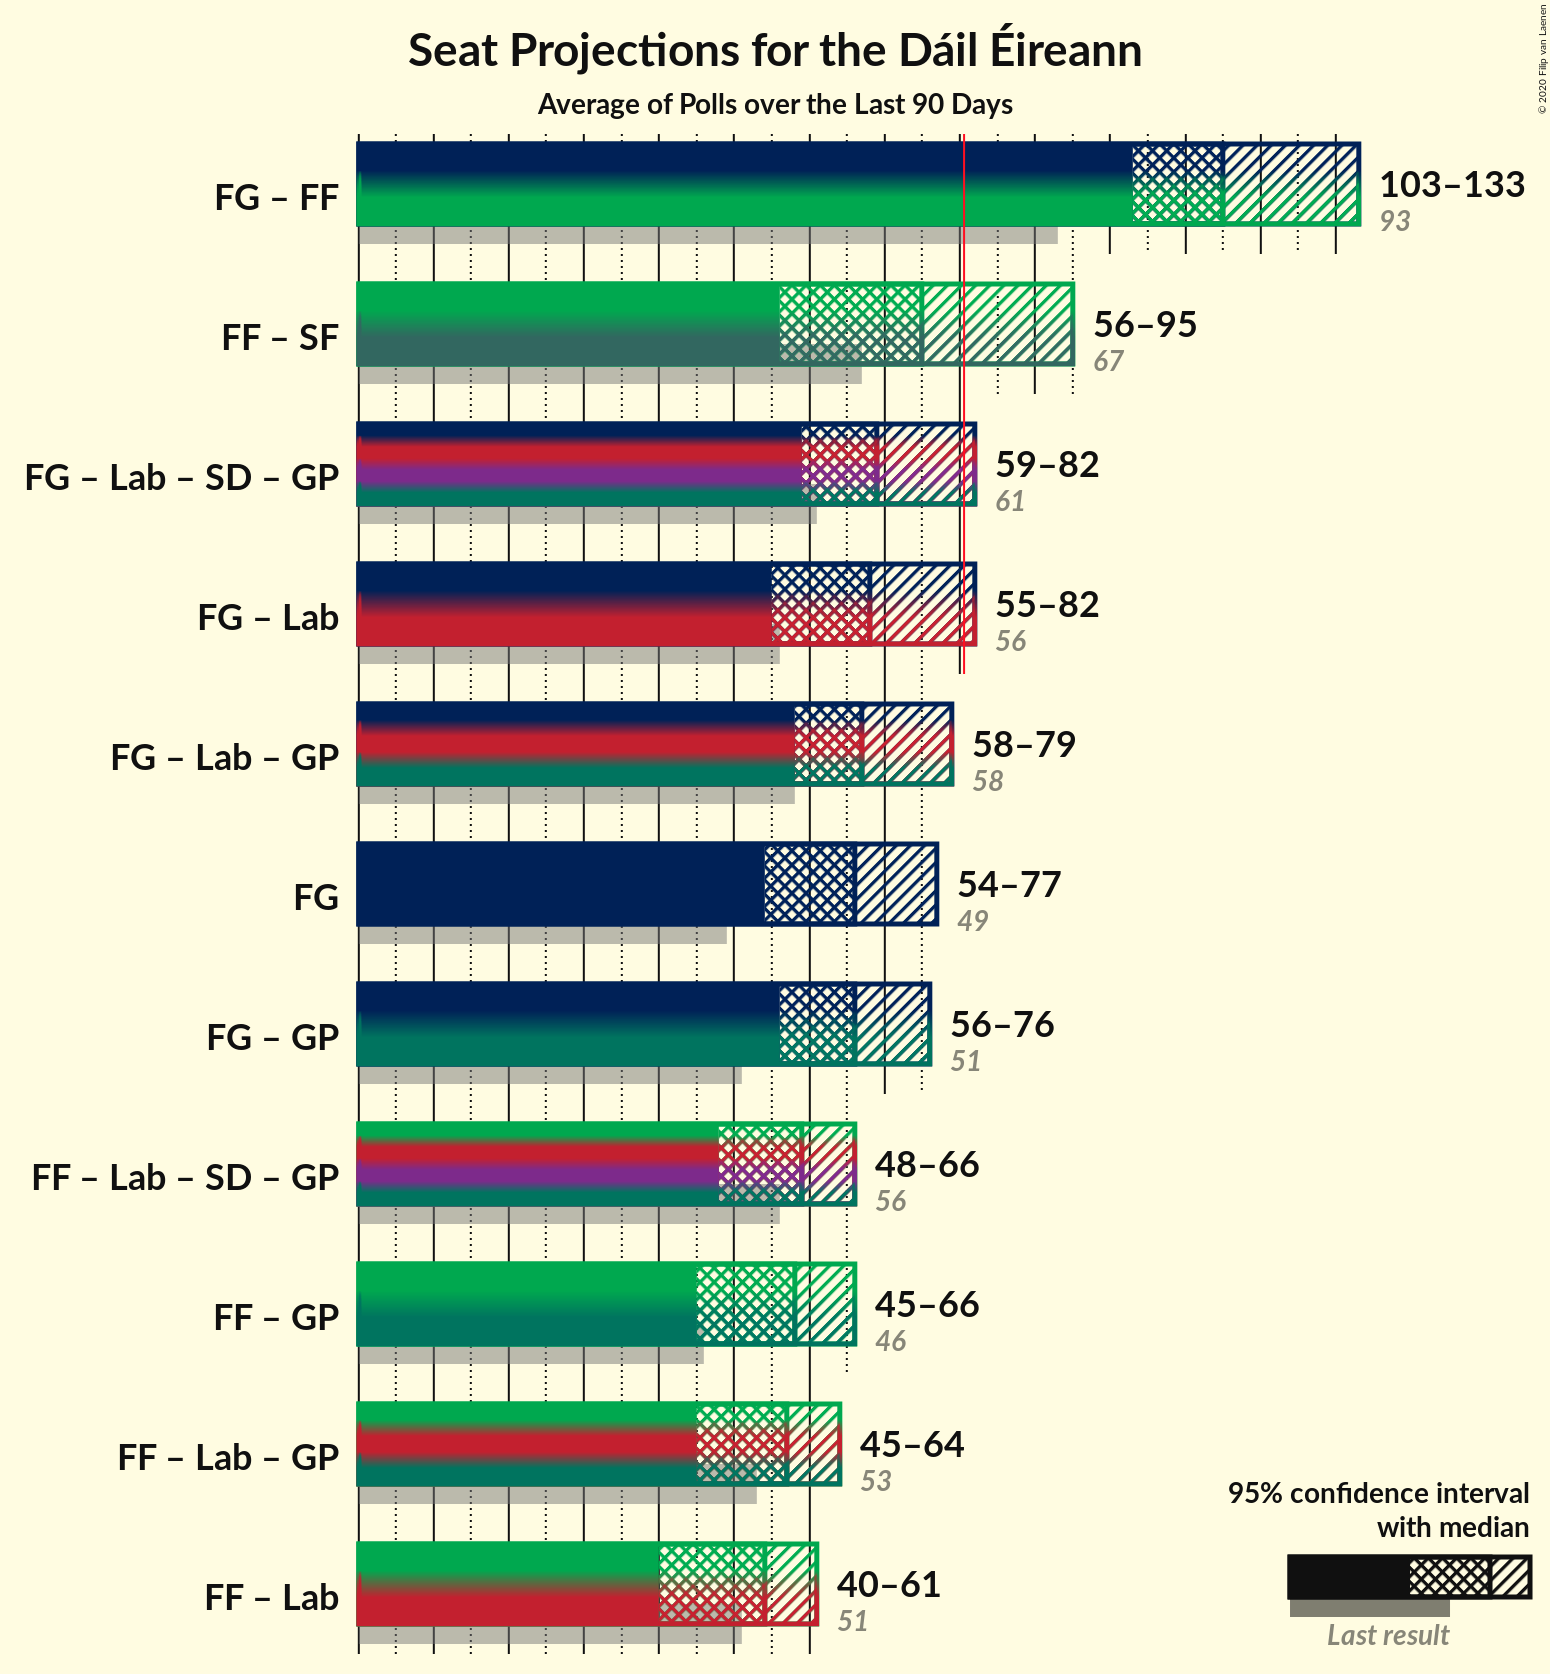 Seat Projections for the Dáil Éireann
Average of Polls over the Last 90 Days
© 2020 Filip van Laenen
FG – FF
103–133
93
FF – SF
56–95
67
FG – Lab – SD – GP
59–82
61
FG – Lab
55–82
56
FG – Lab – GP
58–79
58
FG
54–77
49
FG – GP
56–76
51
FF – Lab – SD – GP
48–66
56
FF – GP
45–66
46
FF – Lab – GP
45–64
53
FF – Lab
40–61
51
95% confidence interval
with median
Last result